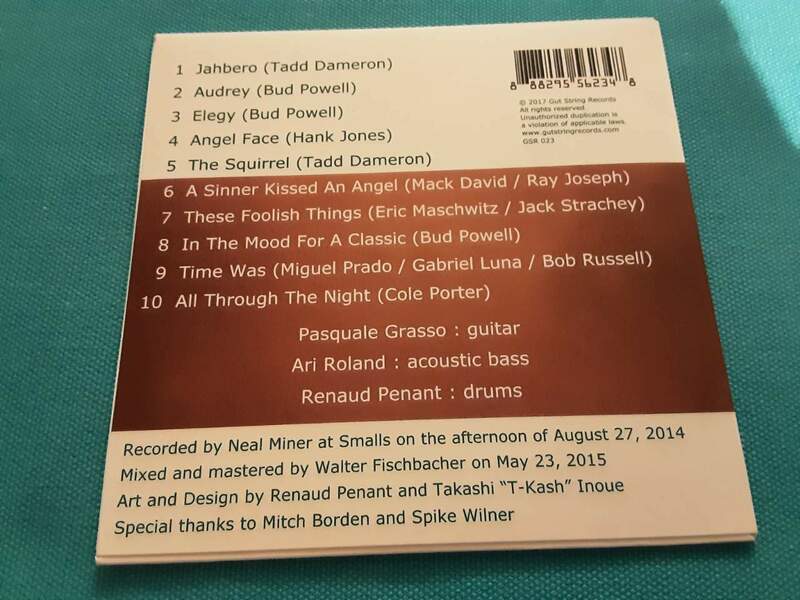 1 Jahbero (Tadd Dameron)
2 Audrey (Bud Powell)
3 Elegy (Bud Powell)
4 Angel Face (Hank Jones)
5 The Squirrel (Tadd Dameron)
8 88295 56234 8
© 2017 Gut String Records
All rights reserved.
Unauthorized duplication is
a violation of applicable laws.
www.gutstringrecords.com
GSR 023
6 A Sinner Kissed An Angel (Mack David / Ray Joseph)
7 These Foolish Things (Eric Maschwitz / Jack Strachey)
8 In The Mood For A Classic (Bud Powell)
9 Time Was (Miguel Prado / Gabriel Luna / Bob Russell)
10 All Through The Night (Cole Porter)
Pasquale Grasso : guitar
Ari Roland : acoustic bass
Renaud Penant : drums
Recorded by Neal Miner at Smalls on the afternoon of August 27, 2014
Mixed and mastered by Walter Fischbacher on May 23, 2015
Art and Design by Renaud Penant and Takashi “T-Kash” Inoue
Special thanks to Mitch Borden and Spike Wilner